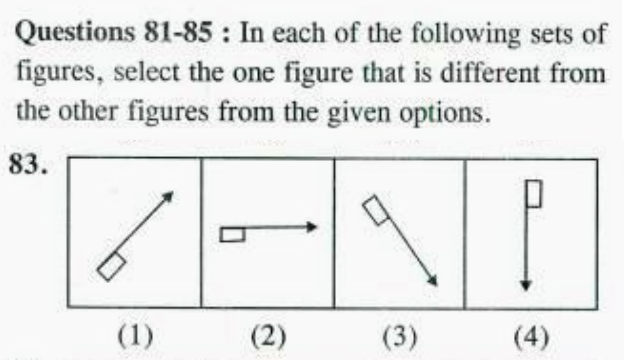 Questions 81-85 : In each of the following sets of
figures, select the one figure that is different from
the other figures from the given options.
83.
(1) (2) (3) (4)